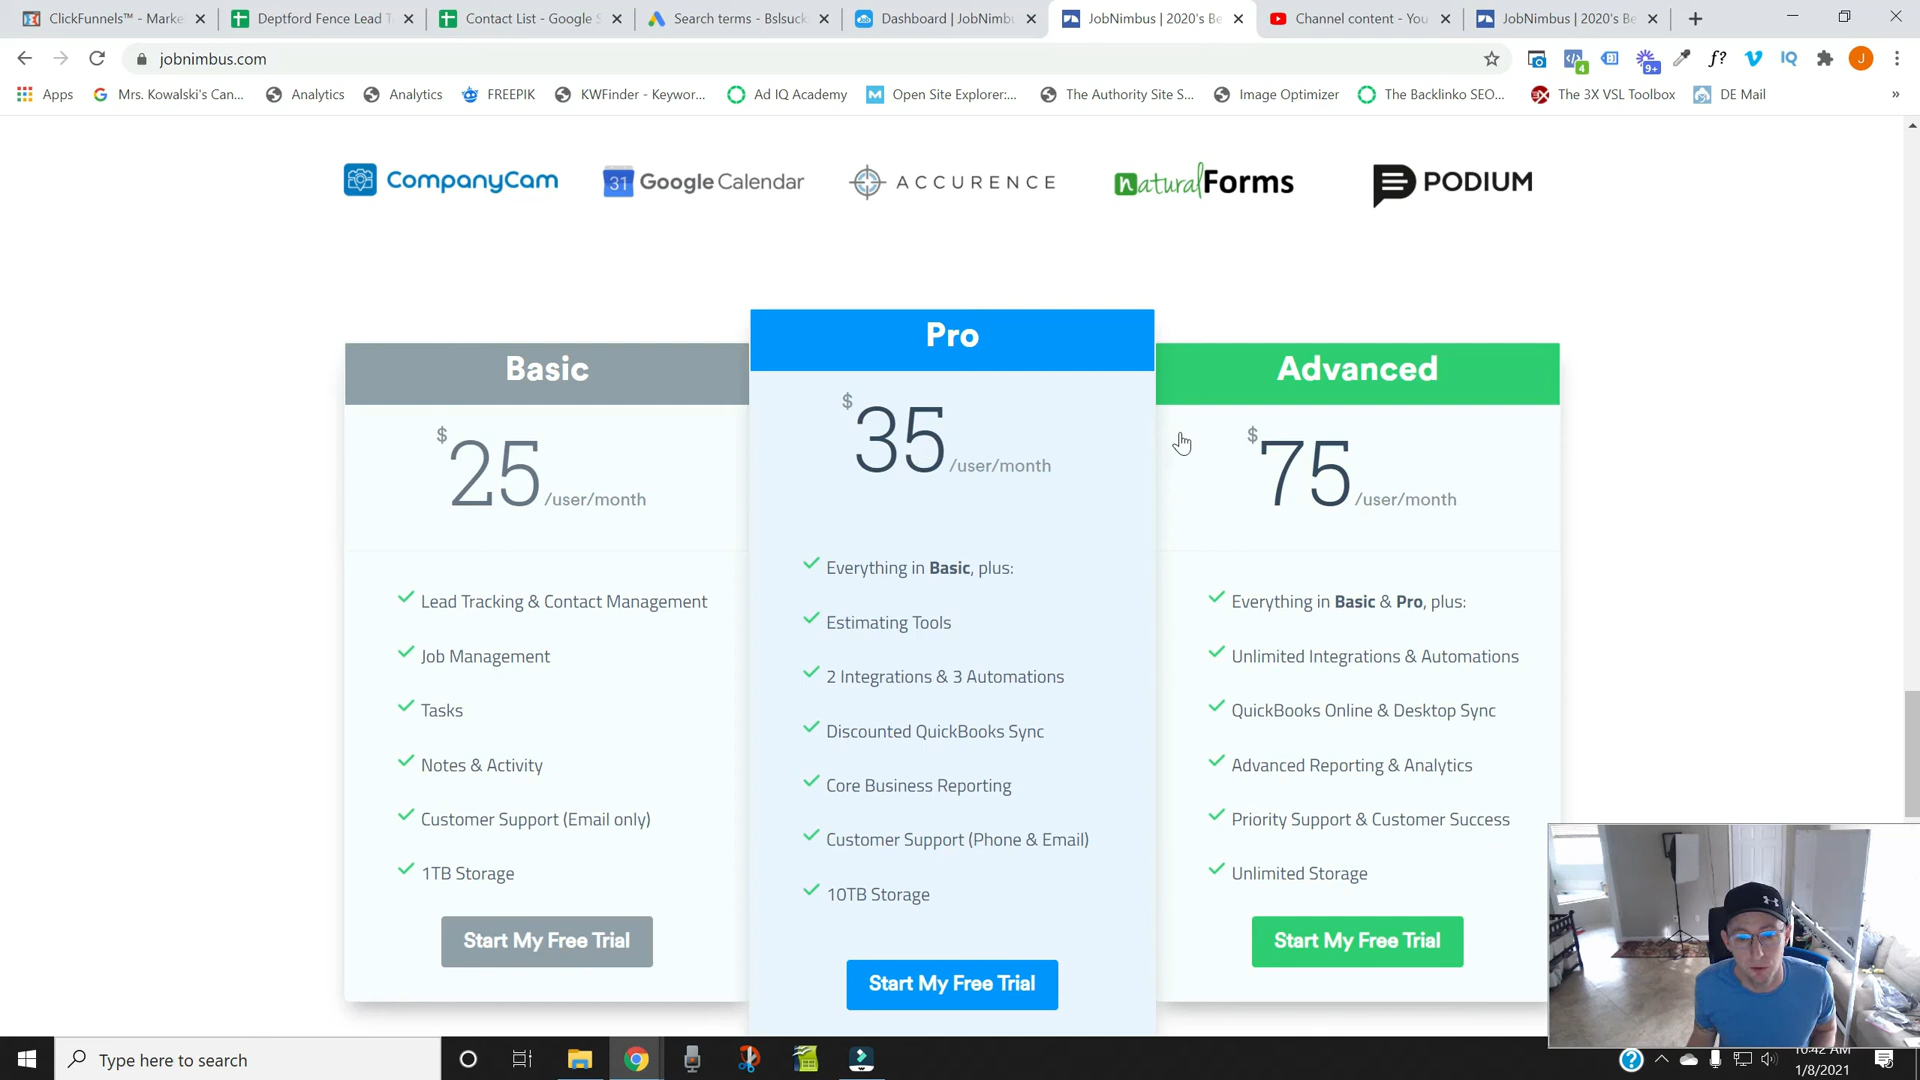 ClickFunnels™ - Marke
Deptford Fence Lead T
Contact List - Google S
Search terms - Bslsuck
Dashboard | JobNimbu
JobNimbus | 2020's Be
Channel content - You
JobNimbus | 2020's Be
jobnimbus.com
4
9+
f?
IQ
J
Apps
Mrs. Kowalski's Can...
Analytics
Analytics
FREEPIK
KWFinder - Keywor...
Ad IQ Academy
Open Site Explorer:...
The Authority Site S...
Image Optimizer
The Backlinko SEO...
The 3X VSL Toolbox
DE Mail
»
CompanyCam
31 Google Calendar
ACCURENCE
naturalForms
PODIUM
Basic
$25/user/month
Lead Tracking & Contact Management
Job Management
Tasks
Notes & Activity
Customer Support (Email only)
1TB Storage
Start My Free Trial
Pro
$35/user/month
Everything in Basic, plus:
Estimating Tools
2 Integrations & 3 Automations
Discounted QuickBooks Sync
Core Business Reporting
Customer Support (Phone & Email)
10TB Storage
Start My Free Trial
Advanced
$75/user/month
Everything in Basic & Pro, plus:
Unlimited Integrations & Automations
QuickBooks Online & Desktop Sync
Advanced Reporting & Analytics
Priority Support & Customer Success
Unlimited Storage
Start My Free Trial
Type here to search
10:42 AM
1/8/2021